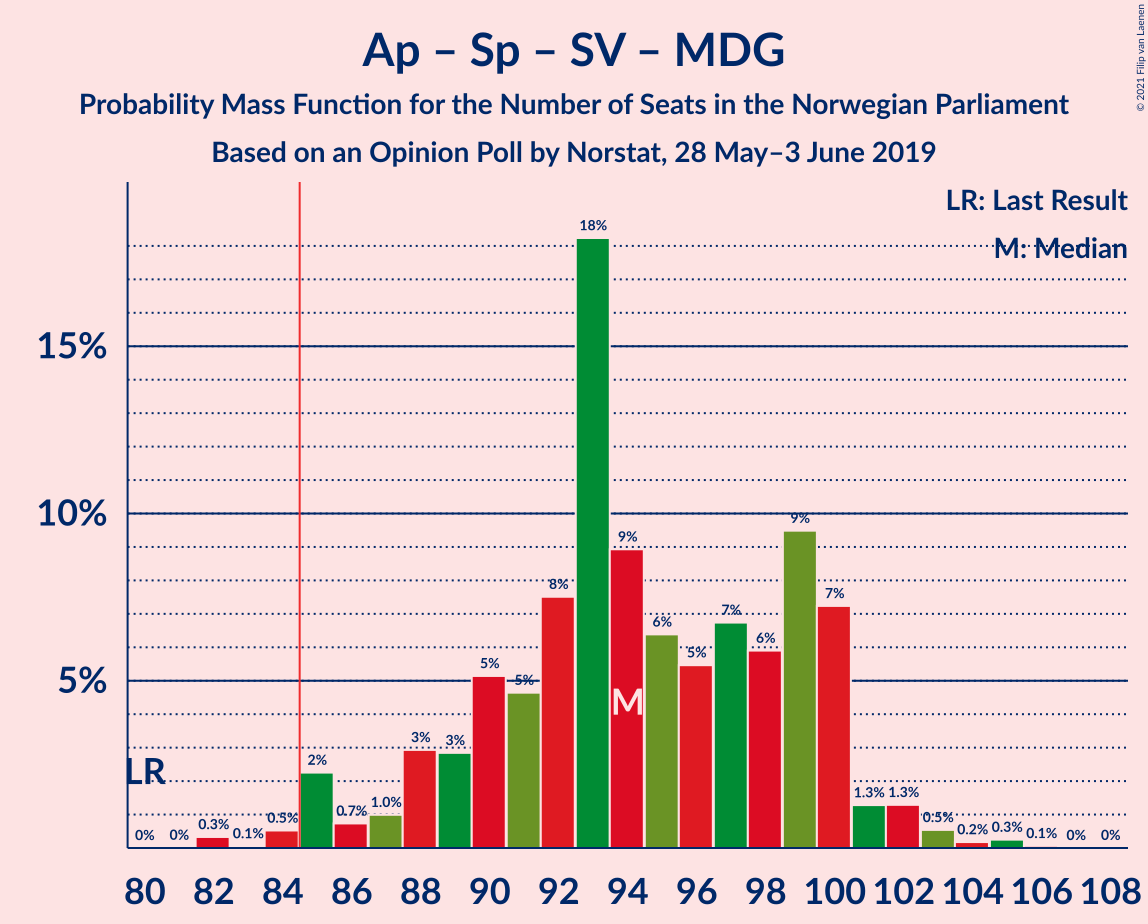 Ap – Sp – SV – MDG
Probability Mass Function for the Number of Seats in the Norwegian Parliament
Based on an Opinion Poll by Norstat, 28 May–3 June 2019
© 2021 Filip van Laenen
LR: Last Result
M: Median
15%
10%
5%
LR
M
0% 0% 0.3% 0.1% 0.5% 2% 0.7% 1.0% 3% 3% 5% 5% 8% 18% 9% 6% 5% 7% 6% 9% 7% 1.3% 1.3% 0.5% 0.2% 0.3% 0.1% 0% 0%
80 82 84 86 88 90 92 94 96 98 100 102 104 106 108